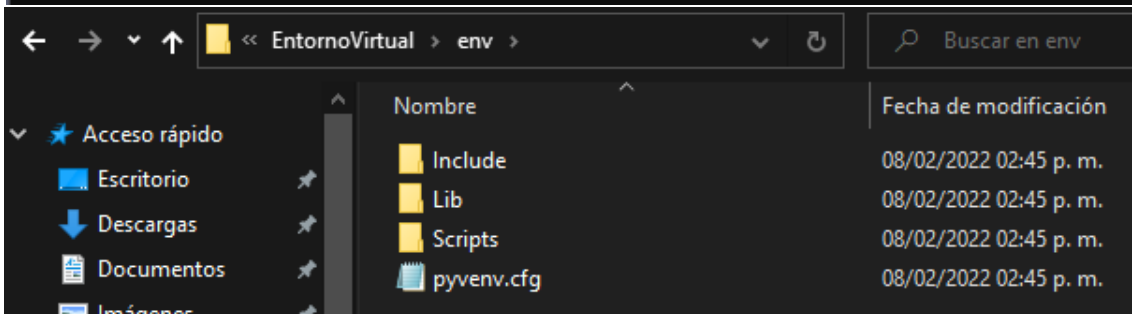 « EntornoVirtual > env >
Buscar en env
Nombre
Fecha de modificación
Acceso rápido
Escritorio
Descargas
Documentos
Imágenes
Include 08/02/2022 02:45 p. m.
Lib 08/02/2022 02:45 p. m.
Scripts 08/02/2022 02:45 p. m.
pyvenv.cfg 08/02/2022 02:45 p. m.